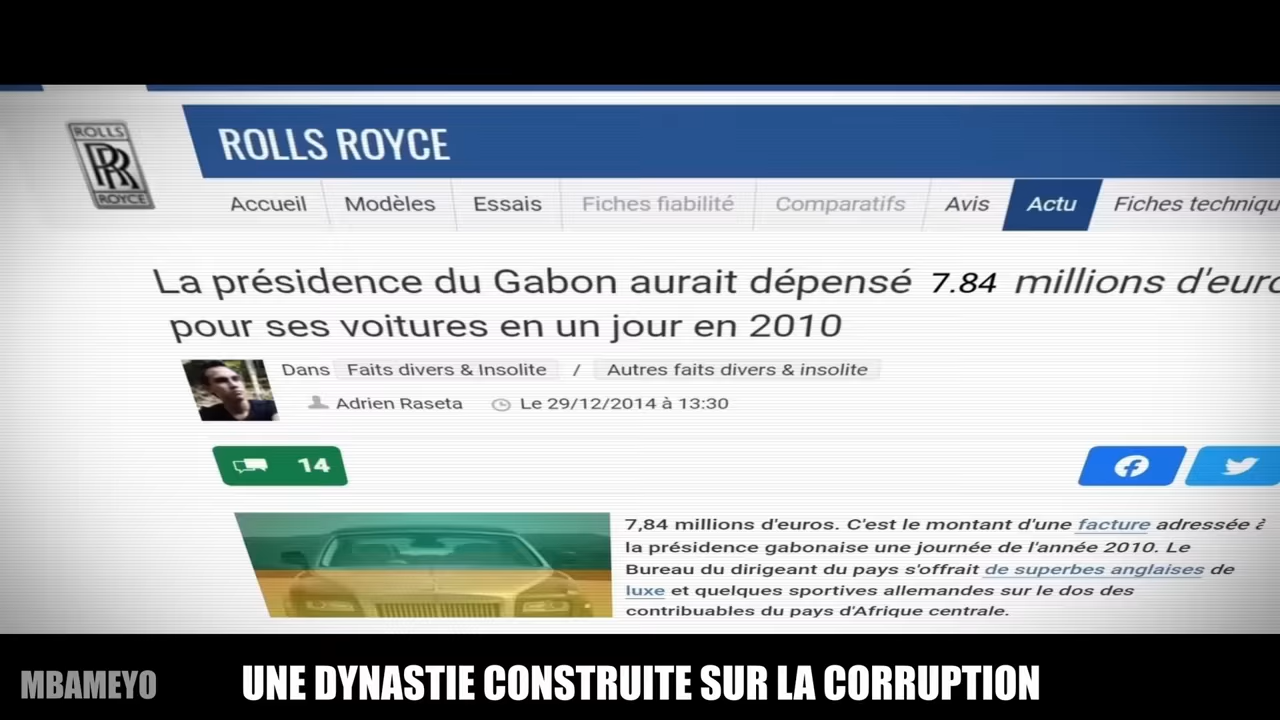 ROLLS
RR
ROYCE
ROLLS ROYCE
Accueil Modèles Essais Fiches fiabilité Comparatifs Avis Actu Fiches techniqu
La présidence du Gabon aurait dépensé 7.84 millions d'euro
pour ses voitures en un jour en 2010
Dans Faits divers & Insolite / Autres faits divers & insolite
Adrien Raseta Le 29/12/2014 à 13:30
14
7,84 millions d'euros. C'est le montant d'une facture adressée à
la présidence gabonaise une journée de l'année 2010. Le
Bureau du dirigeant du pays s'offrait de superbes anglaises de
luxe et quelques sportives allemandes sur le dos des
contribuables du pays d'Afrique centrale.
MBAMEYO
UNE DYNASTIE CONSTRUITE SUR LA CORRUPTION